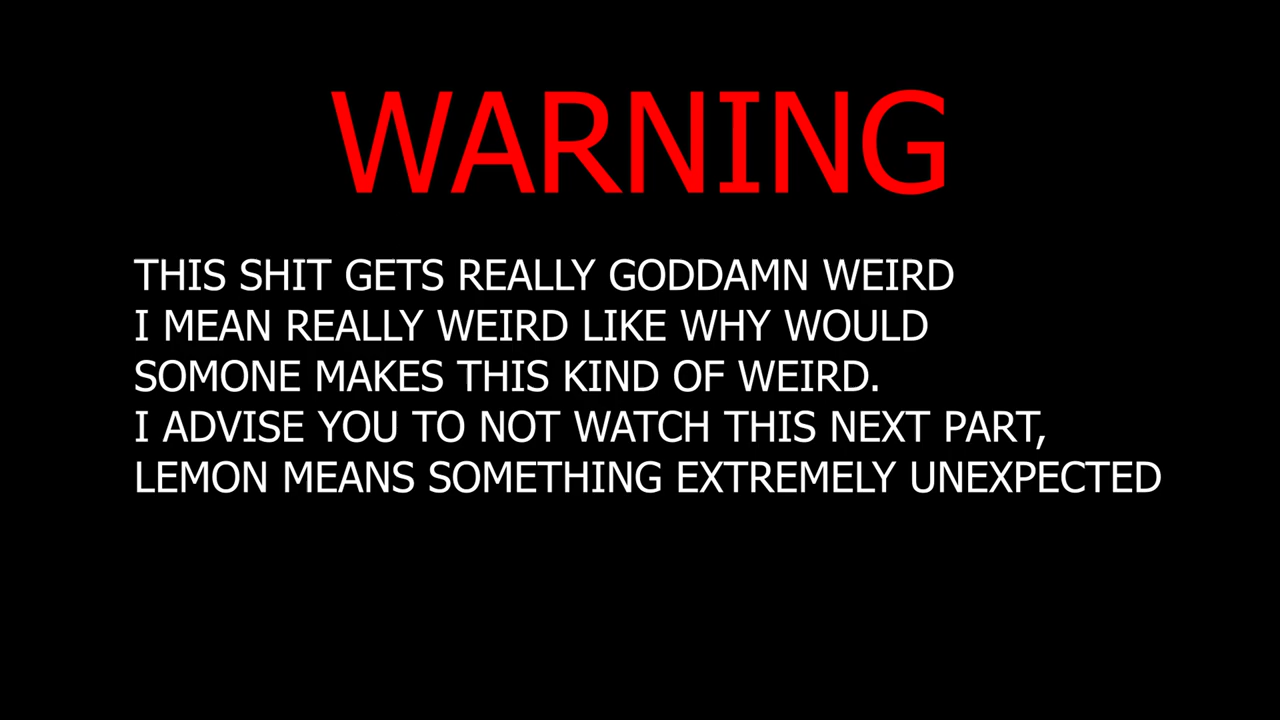 WARNING
THIS SHIT GETS REALLY GODDAMN WEIRD
I MEAN REALLY WEIRD LIKE WHY WOULD
SOMONE MAKES THIS KIND OF WEIRD.
I ADVISE YOU TO NOT WATCH THIS NEXT PART,
LEMON MEANS SOMETHING EXTREMELY UNEXPECTED